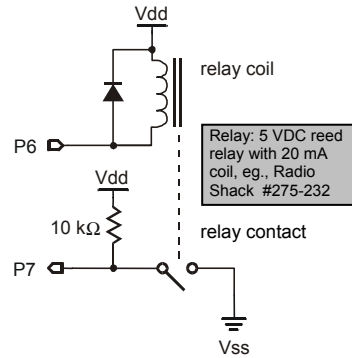 Vdd
relay coil
P6
Relay: 5 VDC reed
relay with 20 mA
coil, eg., Radio
Shack #275-232
Vdd
10 kΩ
relay contact
P7
Vss